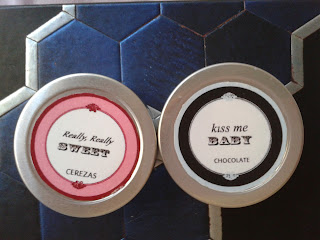 Really, Really
SWEET
CEREZAS
kiss me
BABY
CHOCOLATE